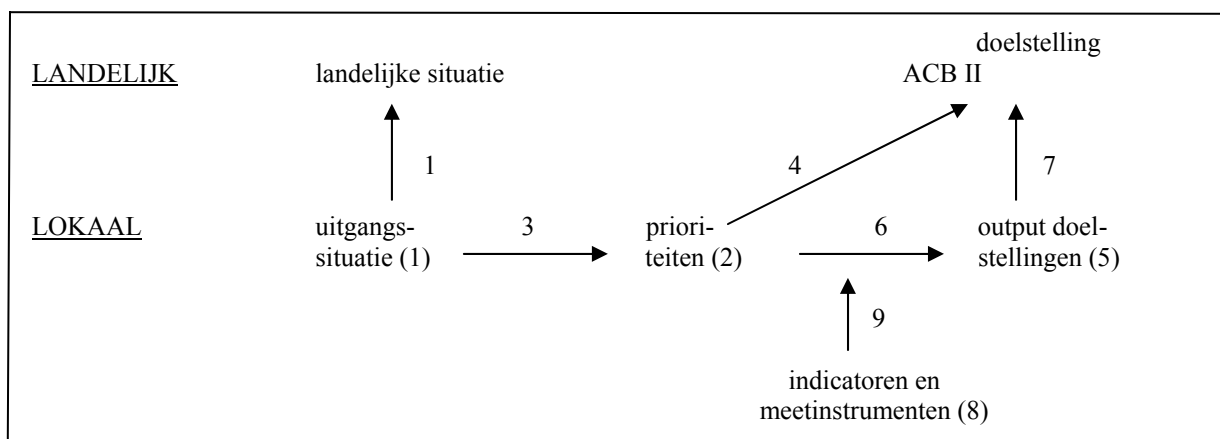 doelstelling
LANDELIJK landelijke situatie ACB II
1 4 7
LOKAAL uitgangs- 3 priori- 6 output doel-
situatie (1) teiten (2) stellingen (5)
9
indicatoren en
meetinstrumenten (8)